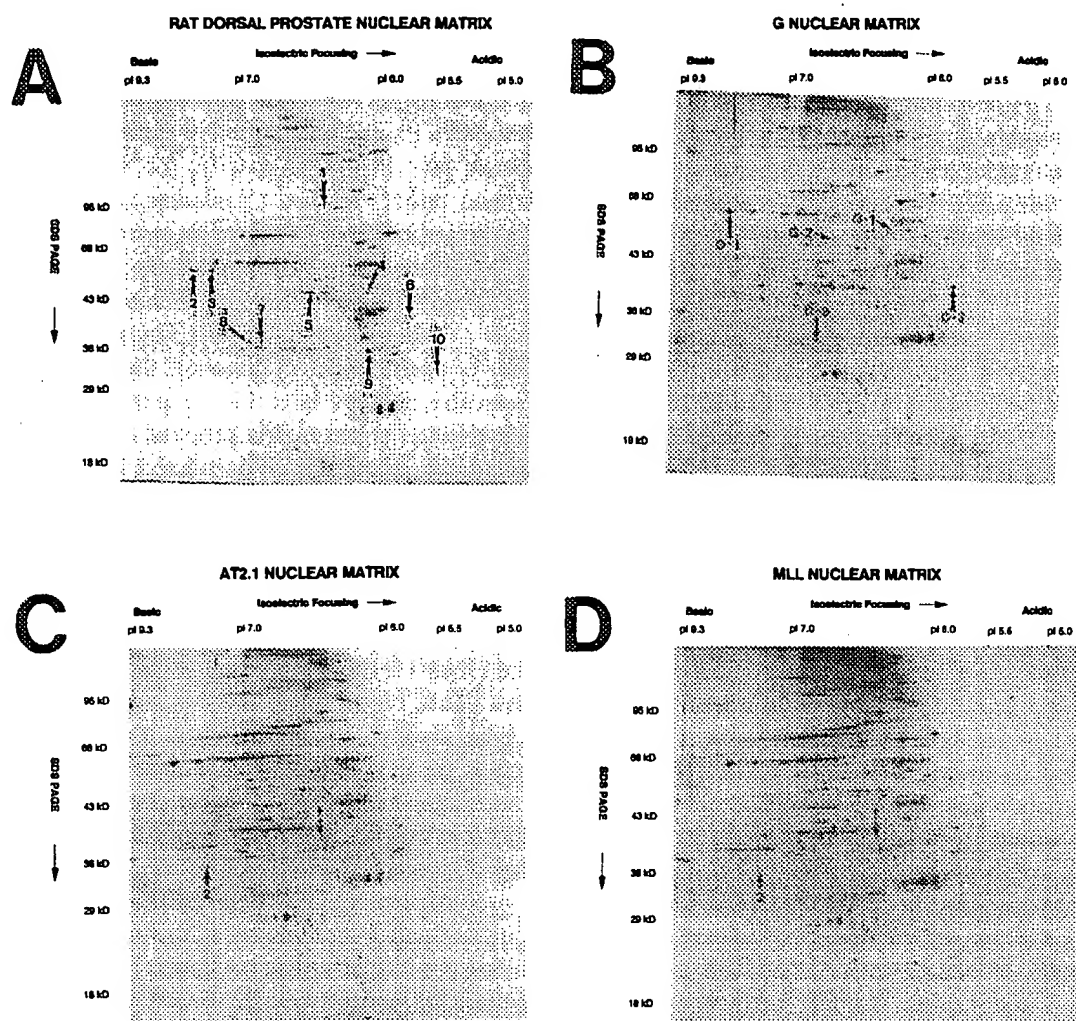 A
RAT DORSAL PROSTATE NUCLEAR MATRIX
Isoelectric Focusing
Basic
Acidic
pI 9.3
pI 7.0
pI 6.0
pI 5.5
pI 5.0
SDS PAGE
95 kD
68 kD
43 kD
36 kD
29 kD
18 kD
1
2
3
4
5
6
7
8
9
10
B
G NUCLEAR MATRIX
Isoelectric Focusing
Basic
Acidic
pI 9.3
pI 7.0
pI 6.0
pI 5.5
pI 5.0
SDS PAGE
95 kD
68 kD
43 kD
36 kD
29 kD
18 kD
G-1
G-2
C
AT2.1 NUCLEAR MATRIX
Isoelectric Focusing
Basic
Acidic
pI 9.3
pI 7.0
pI 6.0
pI 5.5
pI 5.0
SDS PAGE
95 kD
68 kD
43 kD
36 kD
29 kD
18 kD
2
D
MLL NUCLEAR MATRIX
Isoelectric Focusing
Basic
Acidic
pI 9.3
pI 7.0
pI 6.0
pI 5.5
pI 5.0
SDS PAGE
95 kD
68 kD
43 kD
36 kD
29 kD
18 kD
2